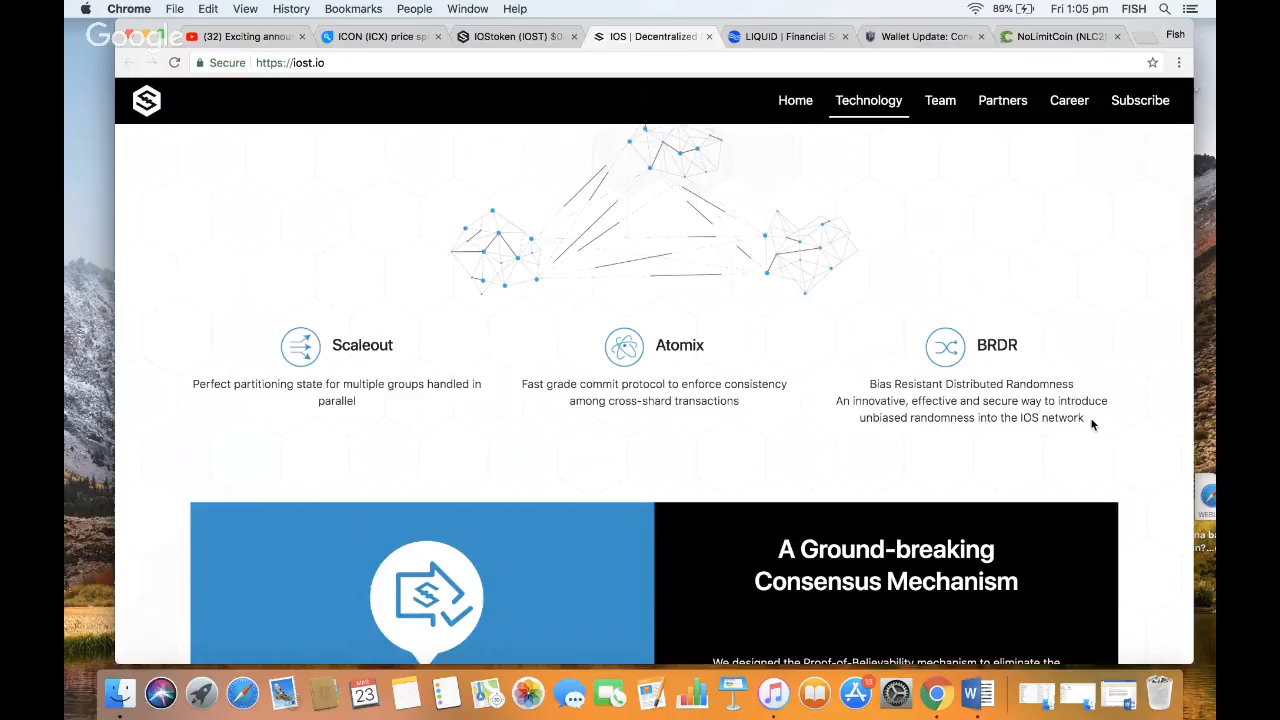 Chrome File Edit View History Bookmarks People Window Help 89% Fri 1:05 pm FISH
Google
(32) Exciting annou
ICON (ICX) price spl
IOStoken (IOST)
IOS | Decentralized
LIQUID | Financial S
Wallet Update: Conv
NoLimitCoin (NLC2)
Fish
Secure https://iost.io
Home Technology Team Partners Career Subscribe
Scaleout
Perfect partitioning state for multiple groups handled in
parallel
Atomix
Fast grade commit protocol to enforce consistency
among cross-shard transactions
BRDR
Bias Resistant Distributed Randomness
An innovative, effective and secure way to introduce
unbiased randomness into the IOS network
A Ground-breaking
Consensus Mechanism
We designed the Proof-of-Believability mechanism to eliminate the
23